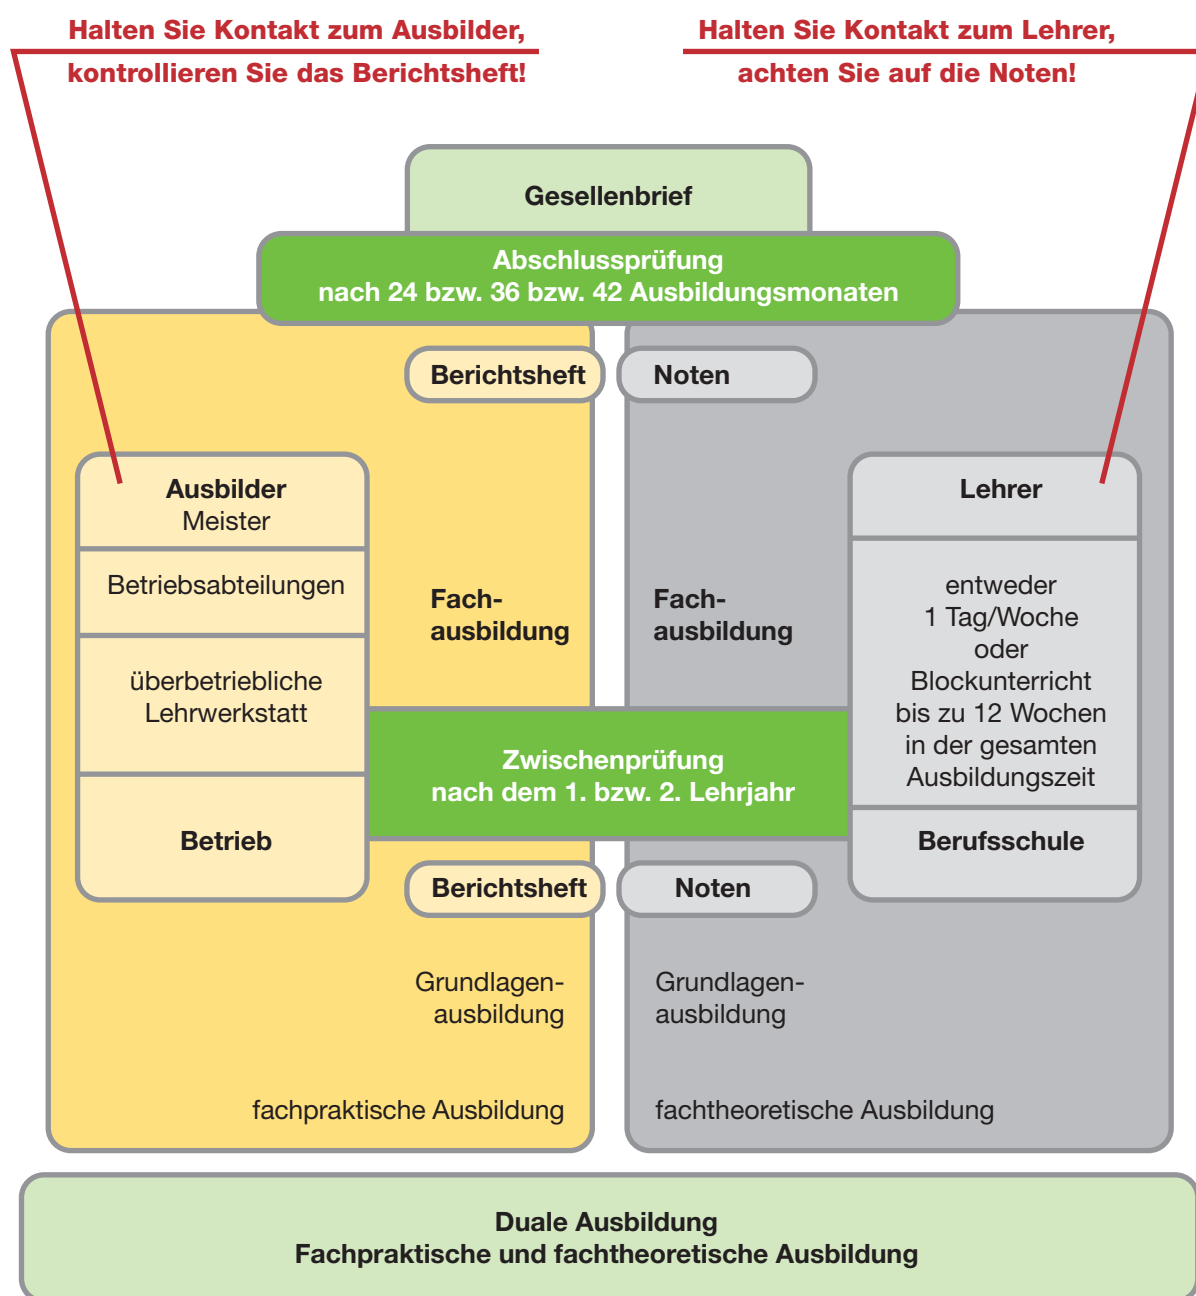 Halten Sie Kontakt zum Ausbilder,
kontrollieren Sie das Berichtsheft!
Halten Sie Kontakt zum Lehrer,
achten Sie auf die Noten!
Gesellenbrief
Abschlussprüfung
nach 24 bzw. 36 bzw. 42 Ausbildungsmonaten
Berichtsheft
Noten
Ausbilder
Meister
Betriebsabteilungen
überbetriebliche
Lehrwerkstatt
Betrieb
Fach-
ausbildung
Fach-
ausbildung
Lehrer
entweder
1 Tag/Woche
oder
Blockunterricht
bis zu 12 Wochen
in der gesamten
Ausbildungszeit
Berufsschule
Zwischenprüfung
nach dem 1. bzw. 2. Lehrjahr
Berichtsheft
Noten
Grundlagen-
ausbildung
Grundlagen-
ausbildung
fachpraktische Ausbildung
fachtheoretische Ausbildung
Duale Ausbildung
Fachpraktische und fachtheoretische Ausbildung